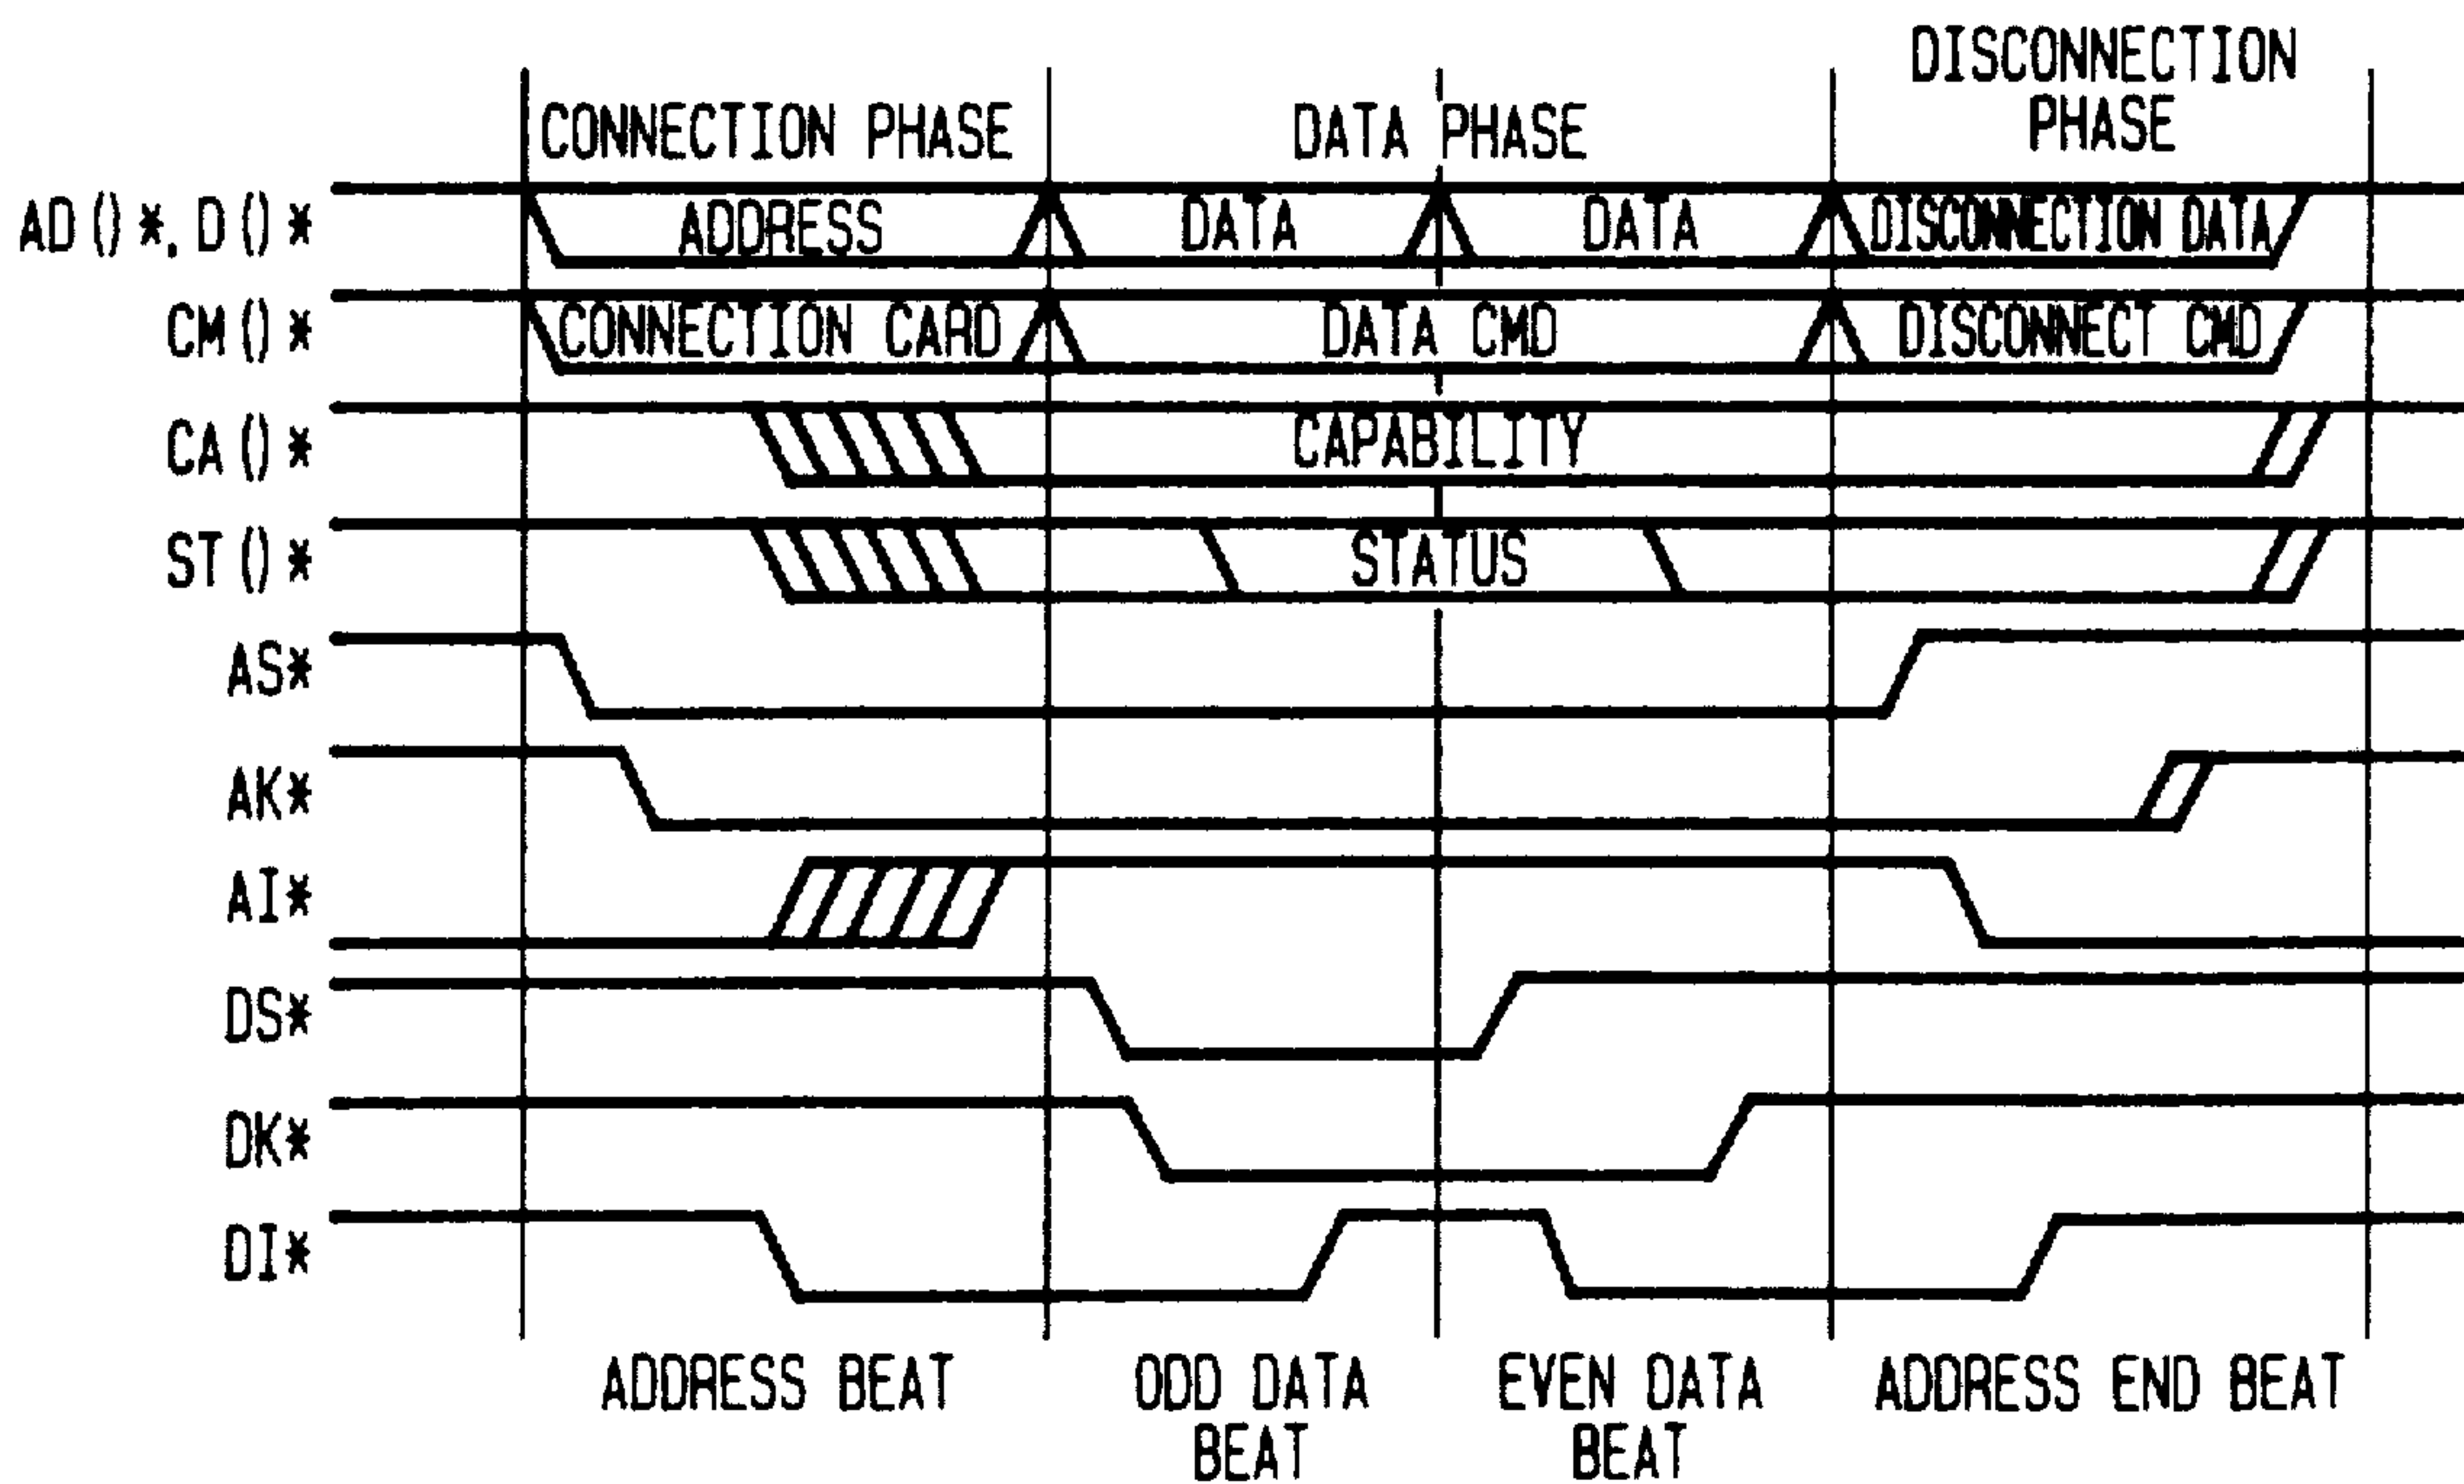 DISCONNECTION
CONNECTION PHASE DATA PHASE PHASE
AD()*, D()* ADDRESS DATA DATA DISCONNECTION DATA
CM()* CONNECTION CARD DATA CMD DISCONNECT CMD
CA()* CAPABILITY
ST()* STATUS
AS*
AK*
AI*
DS*
DK*
DI*
ADDRESS BEAT ODD DATA EVEN DATA ADDRESS END BEAT
BEAT BEAT